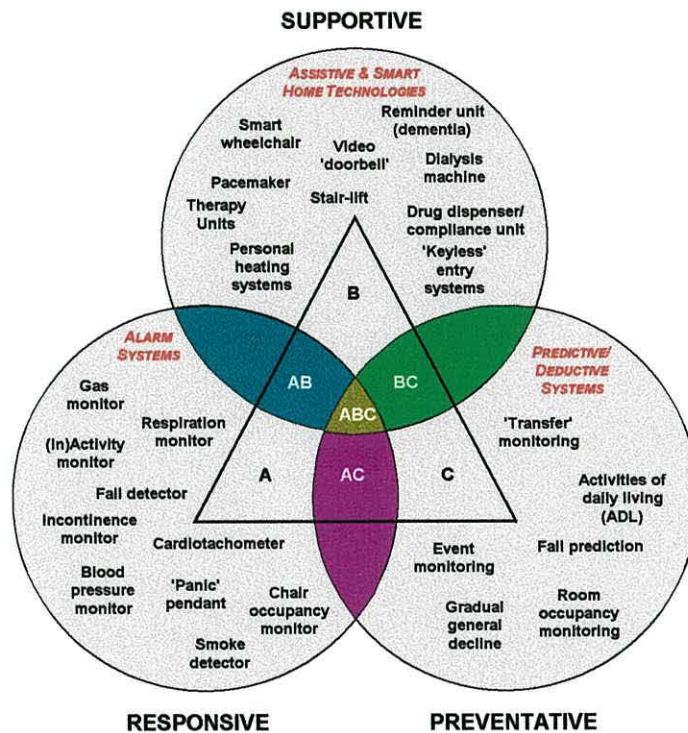 SUPPORTIVE
ASSISTIVE & SMART
HOME TECHNOLOGIES
Smart
wheelchair
Video
'doorbell'
Reminder unit
(dementia)
Dialysis
machine
Pacemaker
Therapy
Units
Stair-lift
Drug dispenser/
compliance unit
Personal
heating
systems
'Keyless'
entry
systems
B
ALARM
SYSTEMS
AB
BC
ABC
PREDICTIVE/
DEDUCTIVE
SYSTEMS
Gas
monitor
Respiration
monitor
(In)Activity
monitor
Fall detector
A
AC
C
'Transfer'
monitoring
Activities of
daily living
(ADL)
Incontinence
monitor
Cardiotachometer
Event
monitoring
Fall prediction
Blood
pressure
monitor
'Panic'
pendant
Chair
occupancy
monitor
Smoke
detector
Gradual
general
decline
Room
occupancy
monitoring
RESPONSIVE
PREVENTATIVE